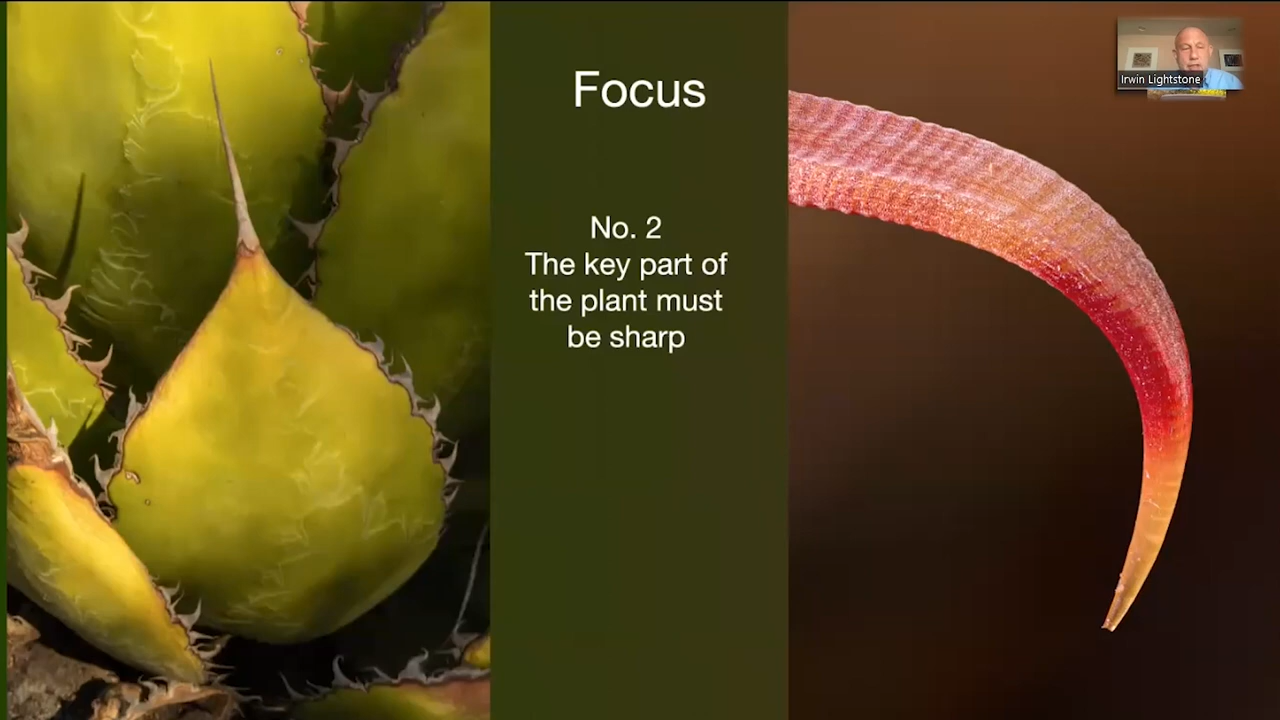 Focus
Irwin Lightstone
No. 2
The key part of
the plant must
be sharp